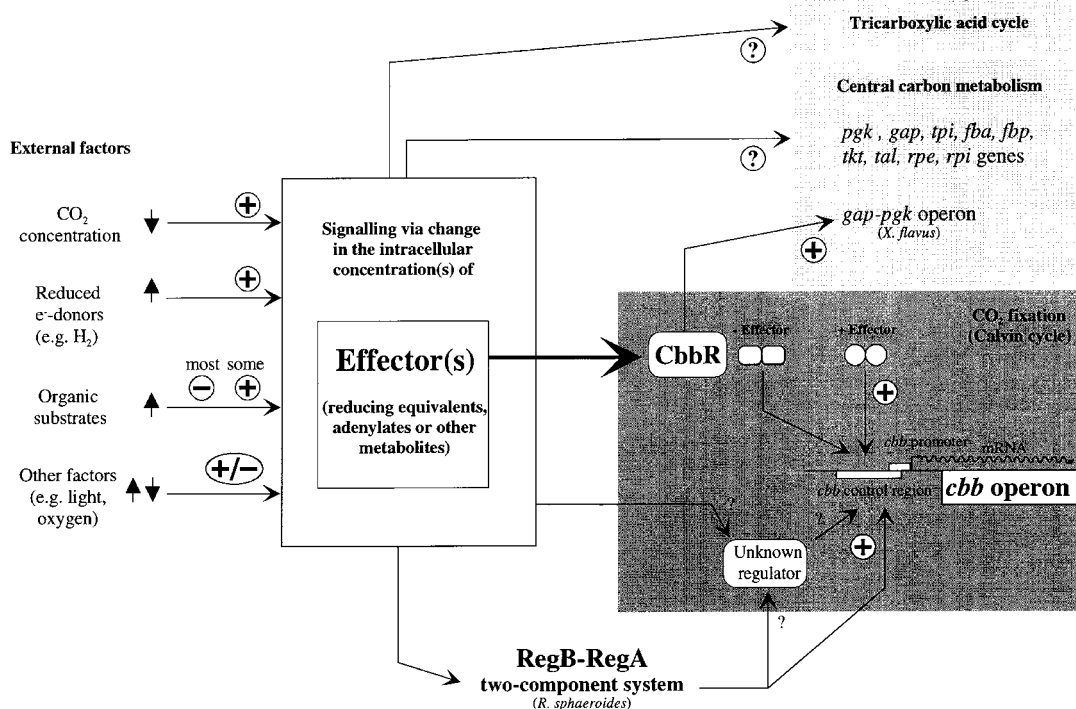 Tricarboxylic acid cycle
?
Central carbon metabolism
pgk , gap, tpi, fba, fbp,
tkt, tal, rpe, rpi genes
?
gap-pgk operon
(X. flavus)
+
External factors
CO2
concentration
+
Reduced
e--donors
(e.g. H2)
+
most some
− +
Organic
substrates
+/−
Other factors
(e.g. light,
oxygen)
Signalling via change
in the intracellular
concentration(s) of
Effector(s)
(reducing equivalents,
adenylates or other
metabolites)
CbbR
- Effector
+ Effector
CO2 fixation
(Calvin cycle)
+
cbb promoter
mRNA
cbb control region
cbb operon
?
?
+
Unknown
regulator
?
RegB-RegA
two-component system
(R. sphaeroides)